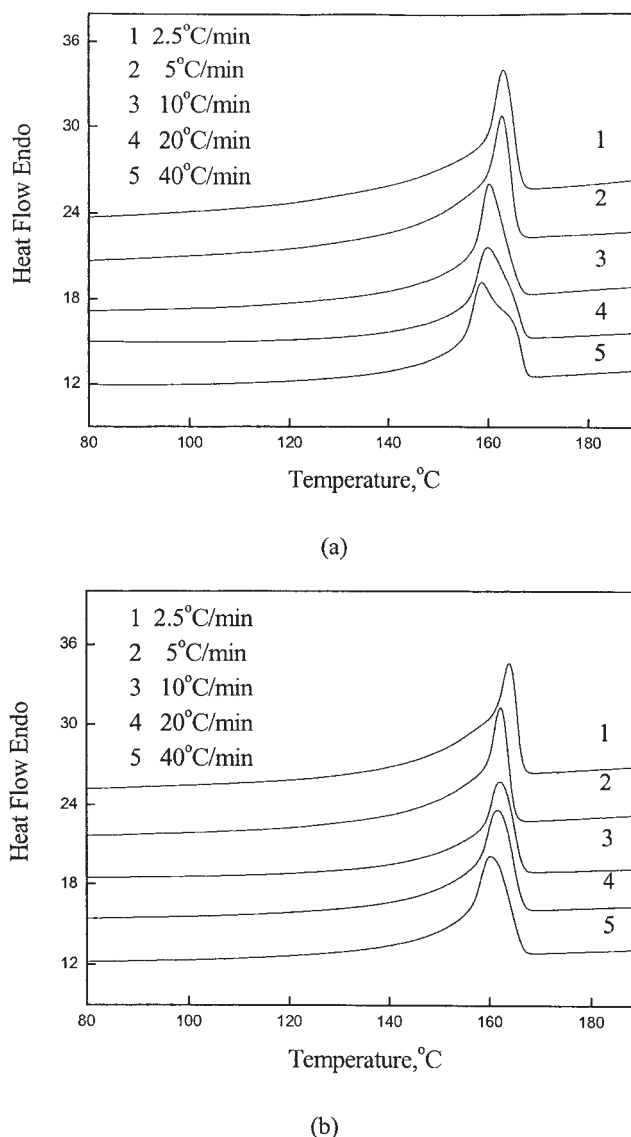 36
1 2.5°C/min
2 5°C/min
3 10°C/min
4 20°C/min
5 40°C/min
30
24
18
12
Heat Flow Endo
1
2
3
4
5
80 100 120 140 160 180
Temperature,°C
(a)
36
1 2.5°C/min
2 5°C/min
3 10°C/min
4 20°C/min
5 40°C/min
30
24
18
12
Heat Flow Endo
1
2
3
4
5
80 100 120 140 160 180
Temperature,°C
(b)